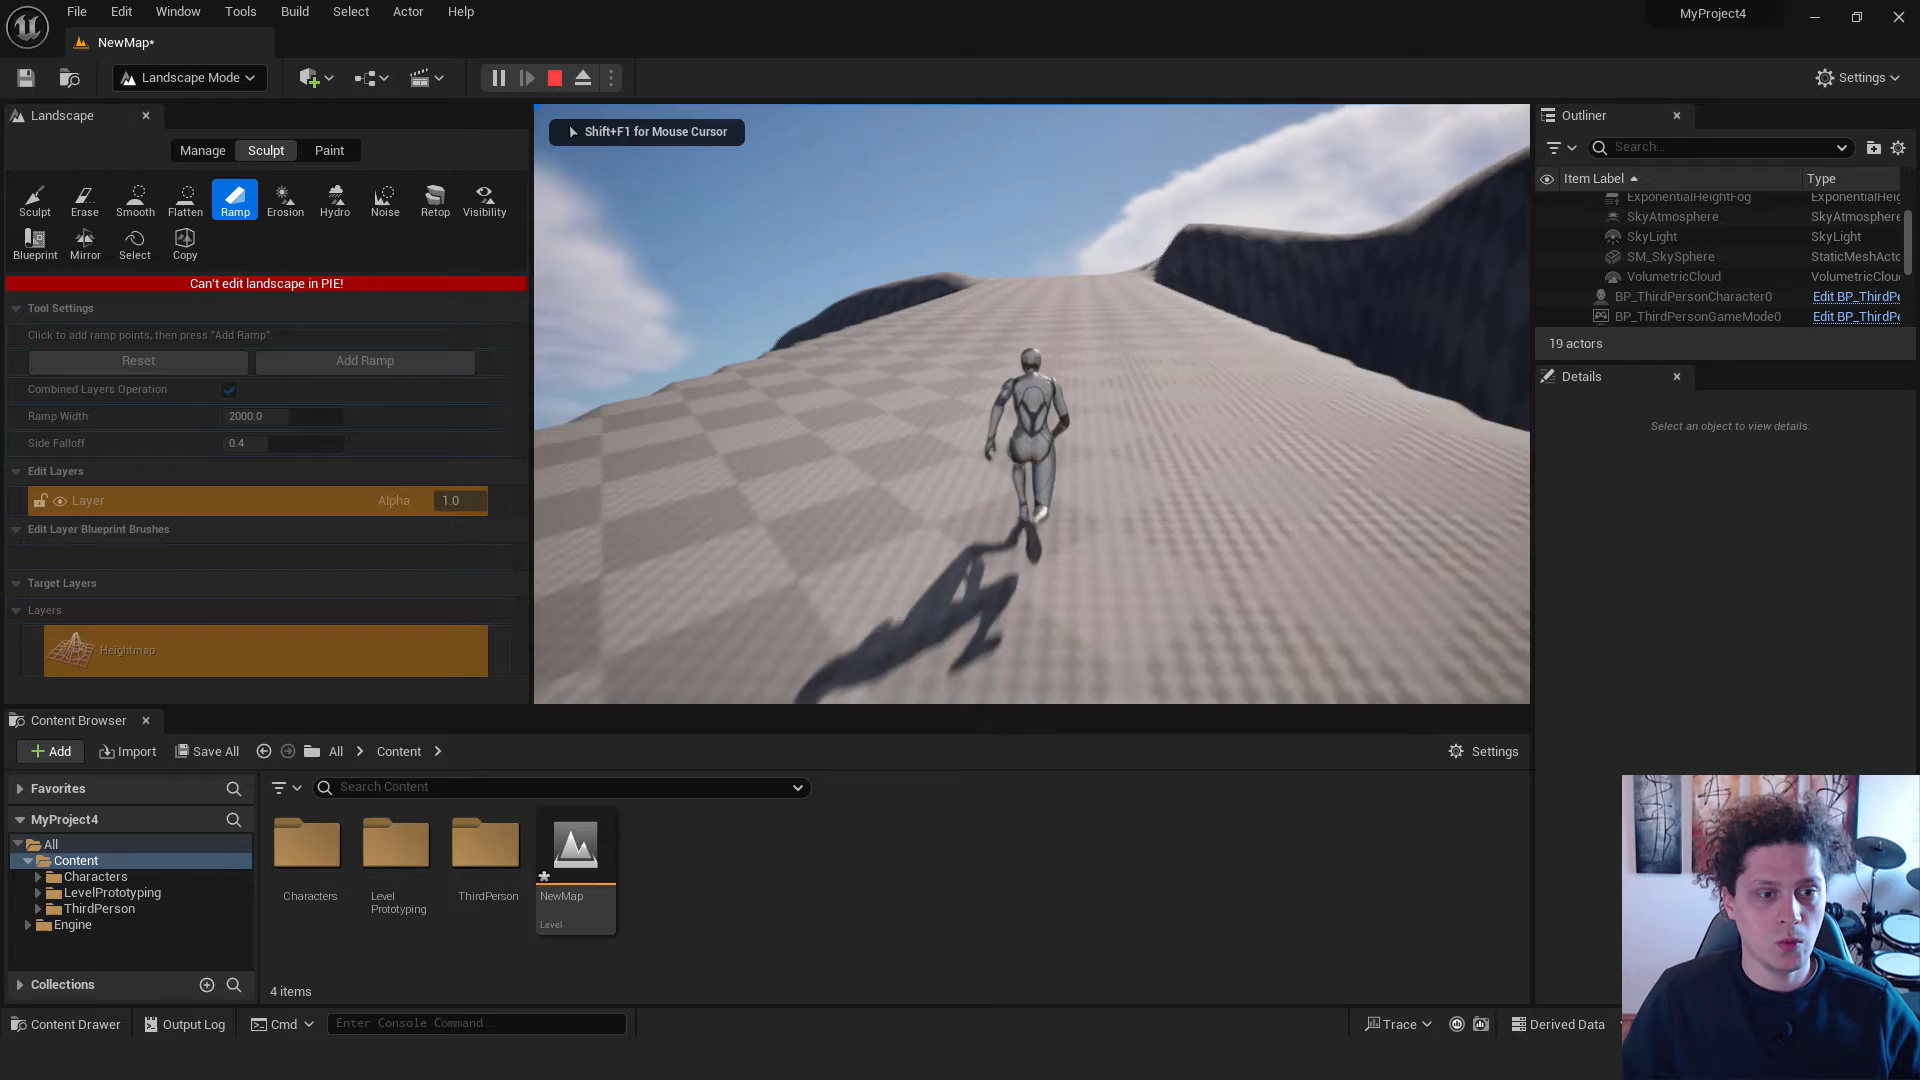 File Edit Window Tools Build Select Actor Help
MyProject4
NewMap*
Landscape Mode
Settings
Landscape
Manage Sculpt Paint
Sculpt Erase Smooth Flatten Ramp Erosion Hydro Noise Retop Visibility
Blueprint Mirror Select Copy
Can't edit landscape in PIE!
Tool Settings
Click to add ramp points, then press "Add Ramp".
Reset Add Ramp
Combined Layers Operation
Ramp Width 2000.0
Side Falloff 0.4
Edit Layers
Layer Alpha 1.0
Edit Layer Blueprint Brushes
Target Layers
Layers
Heightmap
Shift+F1 for Mouse Cursor
Outliner
Search...
Item Label Type
ExponentialHeightFog ExponentialHeig
SkyAtmosphere SkyAtmosphere
SkyLight SkyLight
SM_SkySphere StaticMeshActo
VolumetricCloud VolumetricCloud
BP_ThirdPersonCharacter0 Edit BP_ThirdPe
BP_ThirdPersonGameMode0 Edit BP_ThirdPe
19 actors
Details
Select an object to view details.
Content Browser
Add Import Save All All Content Settings
Favorites
Search Content
MyProject4
All
Content
Characters
LevelPrototyping
ThirdPerson
Engine
Collections
Characters
Level
Prototyping
ThirdPerson
NewMap
Level
4 items
Content Drawer Output Log Cmd Enter Console Command Trace Derived Data